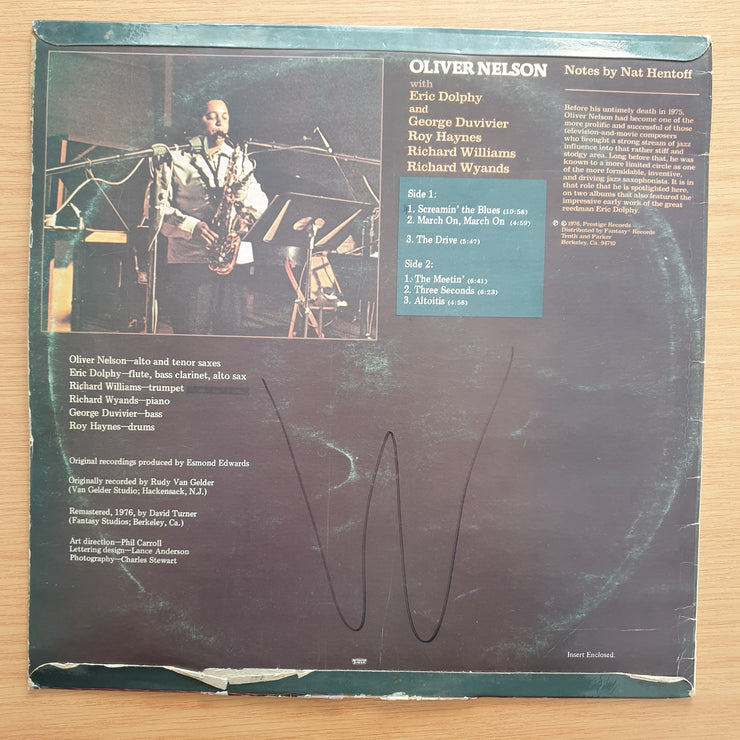 OLIVER NELSON
with
Eric Dolphy
and
George Duvivier
Roy Haynes
Richard Williams
Richard Wyands
Side 1:
1. Screamin' the Blues (10:58)
2. March On, March On (4:59)
3. The Drive (5:47)
Side 2:
1. The Meetin' (6:41)
2. Three Seconds (6:23)
3. Altoitis (4:58)
Notes by Nat Hentoff
Before his untimely death in 1975,
Oliver Nelson had become one of the
more prolific and successful of those
television-and-movie composers
who brought a strong stream of jazz
influence into that rather stiff and
stodgy area. Long before that, he was
known to a more limited circle as one
of the more formidable, inventive,
and driving jazz saxophonists. It is in
that role that he is spotlighted here,
on two albums that also featured the
impressive early work of the great
reedman Eric Dolphy.
℗ © 1976, Prestige Records
Distributed by Fantasy Records
Tenth and Parker
Berkeley, Ca. 94710
Oliver Nelson—alto and tenor saxes
Eric Dolphy—flute, bass clarinet, alto sax
Richard Williams—trumpet
Richard Wyands—piano
George Duvivier—bass
Roy Haynes—drums
Original recordings produced by Esmond Edwards
Originally recorded by Rudy Van Gelder
(Van Gelder Studio; Hackensack, N.J.)
Remastered, 1976, by David Turner
(Fantasy Studios; Berkeley, Ca.)
Art direction—Phil Carroll
Lettering design—Lance Anderson
Photography—Charles Stewart
W
Insert Enclosed.